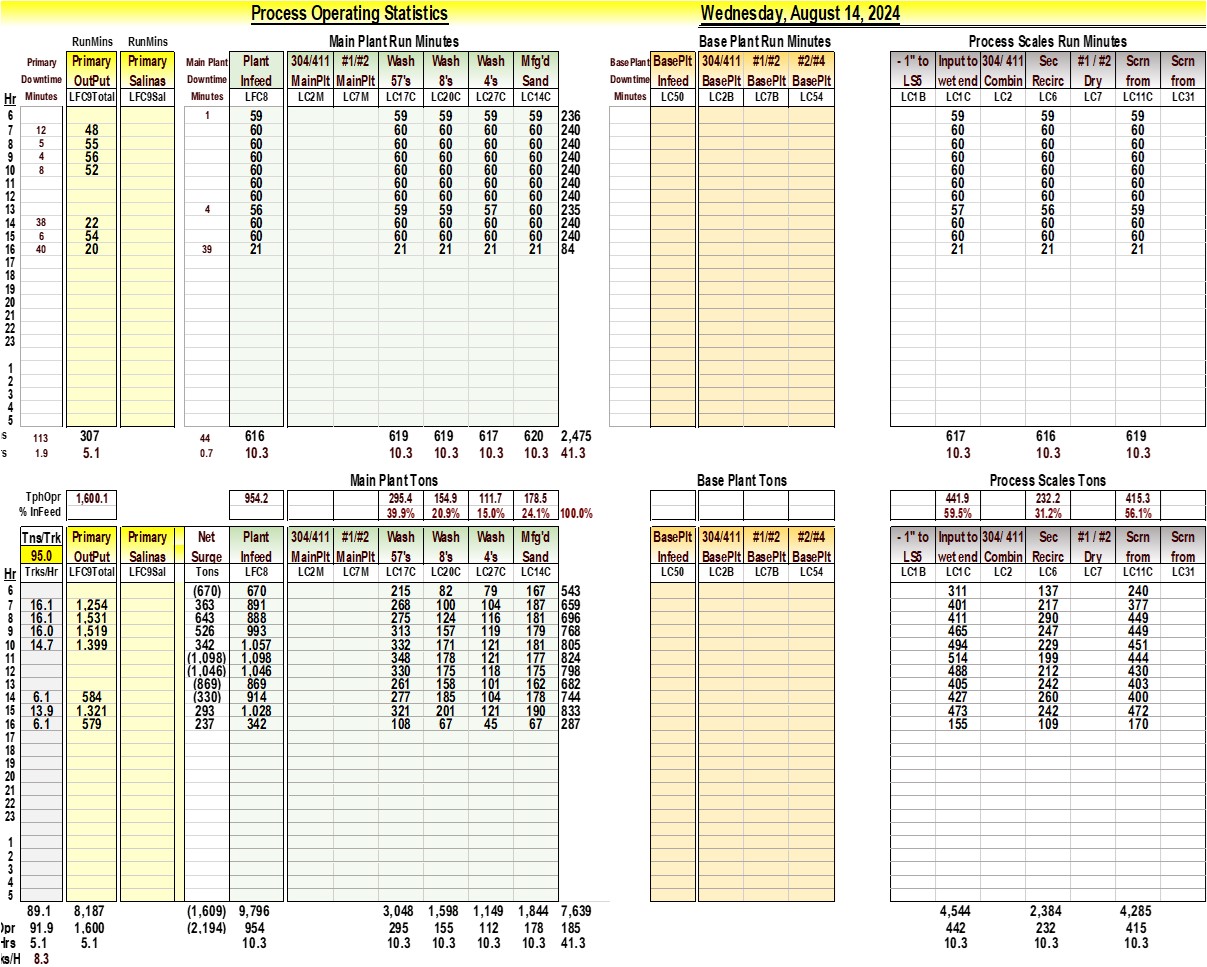 Process Operating Statistics Wednesday, August 14, 2024
RunMins RunMins Main Plant Run Minutes Base Plant Run Minutes Process Scales Run Minutes
Primary Primary Primary Main Plant Plant 304/411 #1/#2 Wash Wash Wash Mfg'd BasePlant BasePlt 304/411 #1/#2 #2/#4 - 1" to Input to 304/ 411 Sec #1 / #2 Scrn Scrn
Downtime OutPut Salinas Downtime Infeed MainPlt MainPlt 57's 8's 4's Sand Downtime Infeed BasePlt BasePlt BasePlt LS5 wet end Combin Recirc Dry from from
Hr Minutes LFC9Total LFC9Sal Minutes LFC8 LC2M LC7M LC17C LC20C LC27C LC14C Minutes LC50 LC2B LC7B LC54 LC1B LC1C LC2 LC6 LC7 LC11C LC31
6 1 59 59 59 59 59 236 59 59 59
7 12 48 60 60 60 60 60 240 60 60 60
8 5 55 60 60 60 60 60 240 60 60 60
9 4 56 60 60 60 60 60 240 60 60 60
10 8 52 60 60 60 60 60 240 60 60 60
11 60 60 60 60 60 240 60 60 60
12 60 60 60 60 60 240 60 60 60
13 4 56 59 59 57 60 235 57 56 59
14 38 22 60 60 60 60 60 240 60 60 60
15 6 54 60 60 60 60 60 240 60 60 60
16 40 20 39 21 21 21 21 21 84 21 21 21
17
18
19
20
21
22
23
1
2
3
4
5
s 113 307 44 616 619 619 617 620 2,475 617 616 619
's 1.9 5.1 0.7 10.3 10.3 10.3 10.3 10.3 41.3 10.3 10.3 10.3
Main Plant Tons Base Plant Tons Process Scales Tons
TphOpr 1,600.1 954.2 295.4 154.9 111.7 178.5 441.9 232.2 415.3
% InFeed 39.9% 20.9% 15.0% 24.1% 100.0% 59.5% 31.2% 56.1%
Tns/Trk Primary Primary Net Plant 304/411 #1/#2 Wash Wash Wash Mfg'd BasePlt 304/411 #1/#2 #2/#4 - 1" to Input to 304/ 411 Sec #1 / #2 Scrn Scrn
95.0 OutPut Salinas Surge Infeed MainPlt MainPlt 57's 8's 4's Sand Infeed BasePlt BasePlt BasePlt LS5 wet end Combin Recirc Dry from from
Hr Trks/Hr LFC9Total LFC9Sal Tons LFC8 LC2M LC7M LC17C LC20C LC27C LC14C LC50 LC2B LC7B LC54 LC1B LC1C LC2 LC6 LC7 LC11C LC31
6 (670) 670 215 82 79 167 543 311 137 240
7 16.1 1,254 363 891 268 100 104 187 659 401 217 377
8 16.1 1,531 643 888 275 124 116 181 696 411 290 449
9 16.0 1,519 526 993 313 157 119 179 768 465 247 449
10 14.7 1,399 342 1,057 332 171 121 181 805 494 229 451
11 (1,098) 1,098 348 178 121 177 824 514 199 444
12 (1,046) 1,046 330 175 118 175 798 488 212 430
13 (869) 869 261 158 101 162 682 405 242 403
14 6.1 584 (330) 914 277 185 104 178 744 427 260 400
15 13.9 1,321 293 1,028 321 201 121 190 833 473 242 472
16 6.1 579 237 342 108 67 45 67 287 155 109 170
17
18
19
20
21
22
23
1
2
3
4
5
89.1 8,187 (1,609) 9,796 3,048 1,598 1,149 1,844 7,639 4,544 2,384 4,285
Opr 91.9 1,600 (2,194) 954 295 155 112 178 185 442 232 415
Hrs 5.1 5.1 10.3 10.3 10.3 10.3 10.3 41.3 10.3 10.3 10.3
ks/H 8.3